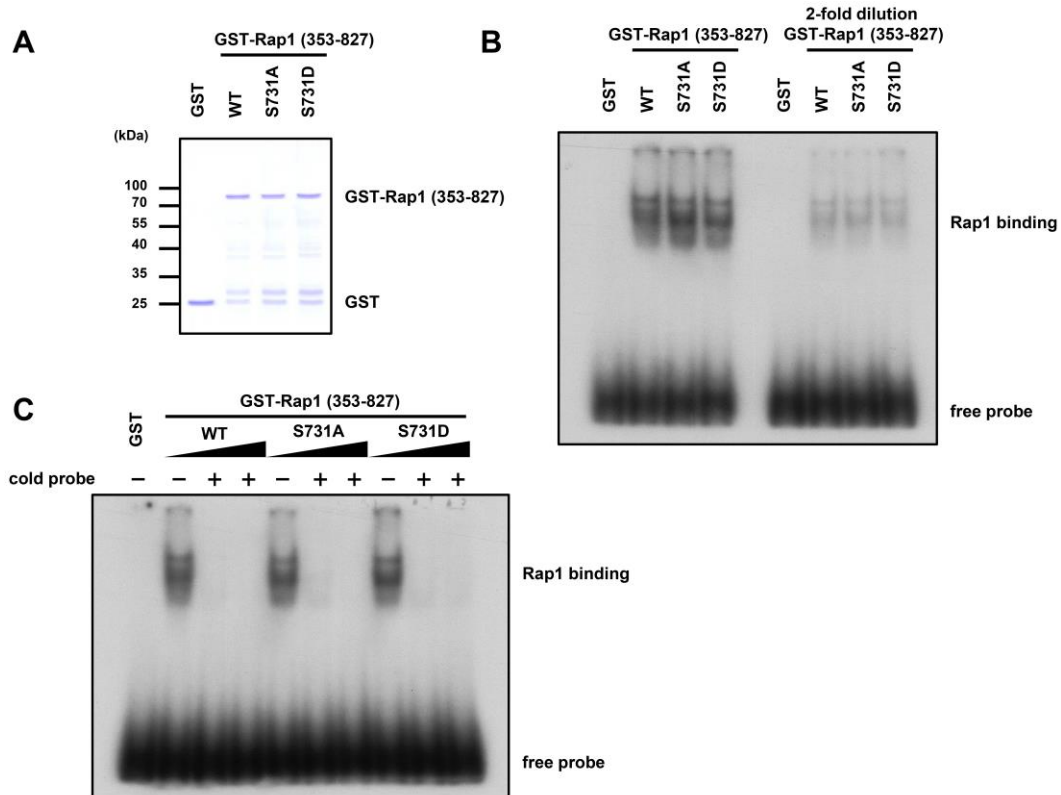 A
GST-Rap1 (353-827)
GST
WT
S731A
S731D
(kDa)
100
70
55
40
35
25
GST-Rap1 (353-827)
GST
B
2-fold dilution
GST-Rap1 (353-827) GST-Rap1 (353-827)
GST WT S731A S731D GST WT S731A S731D
Rap1 binding
free probe
C
GST-Rap1 (353-827)
GST
WT S731A S731D
cold probe − − + + − + + − + +
Rap1 binding
free probe